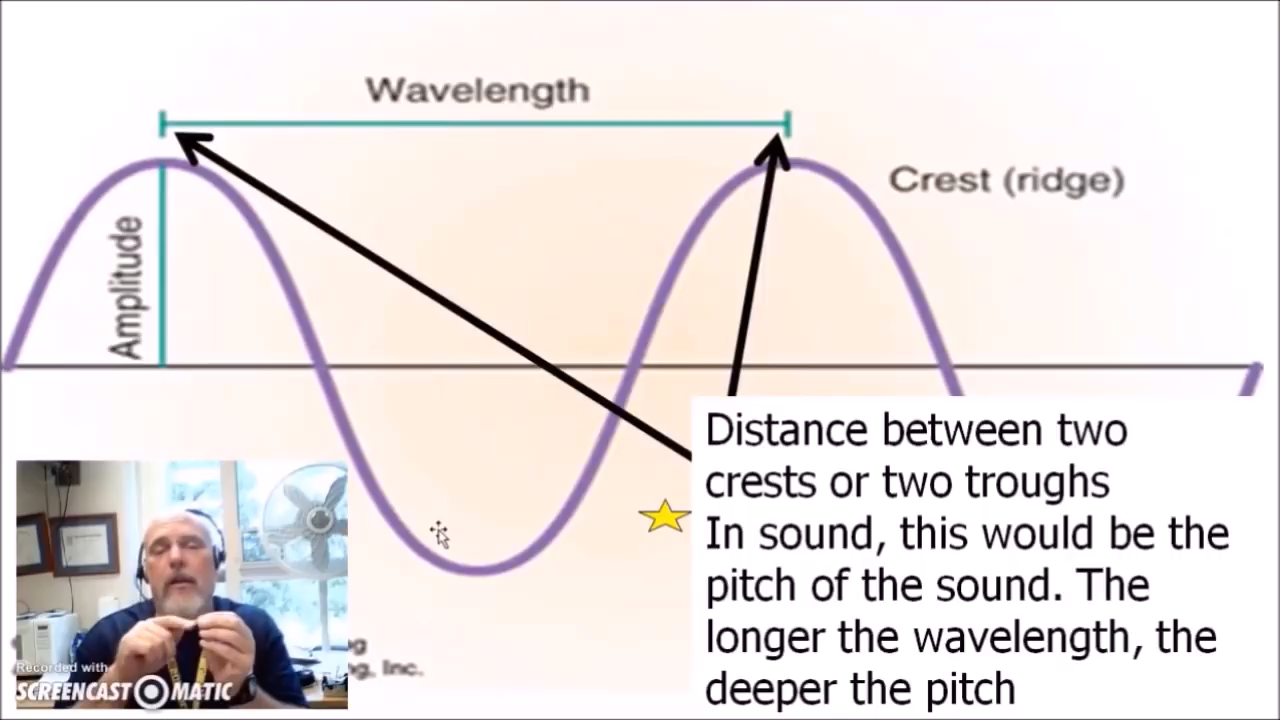 Wavelength
Crest (ridge)
Amplitude
Distance between two
crests or two troughs
In sound, this would be the
pitch of the sound. The
longer the wavelength, the
deeper the pitch
Inc.
Recorded with
SCREENCAST MATIC